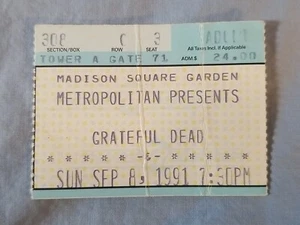 308 C 3 ADULT
SECTION/BOX ROW SEAT All Taxes Incl. If Applicable
TOWER A GATE 71 ADM $ 24.00
MADISON SQUARE GARDEN
METROPOLITAN PRESENTS
GRATEFUL DEAD
* * * * * -&- * * * * *
SUN SEP 8, 1991 7:30PM